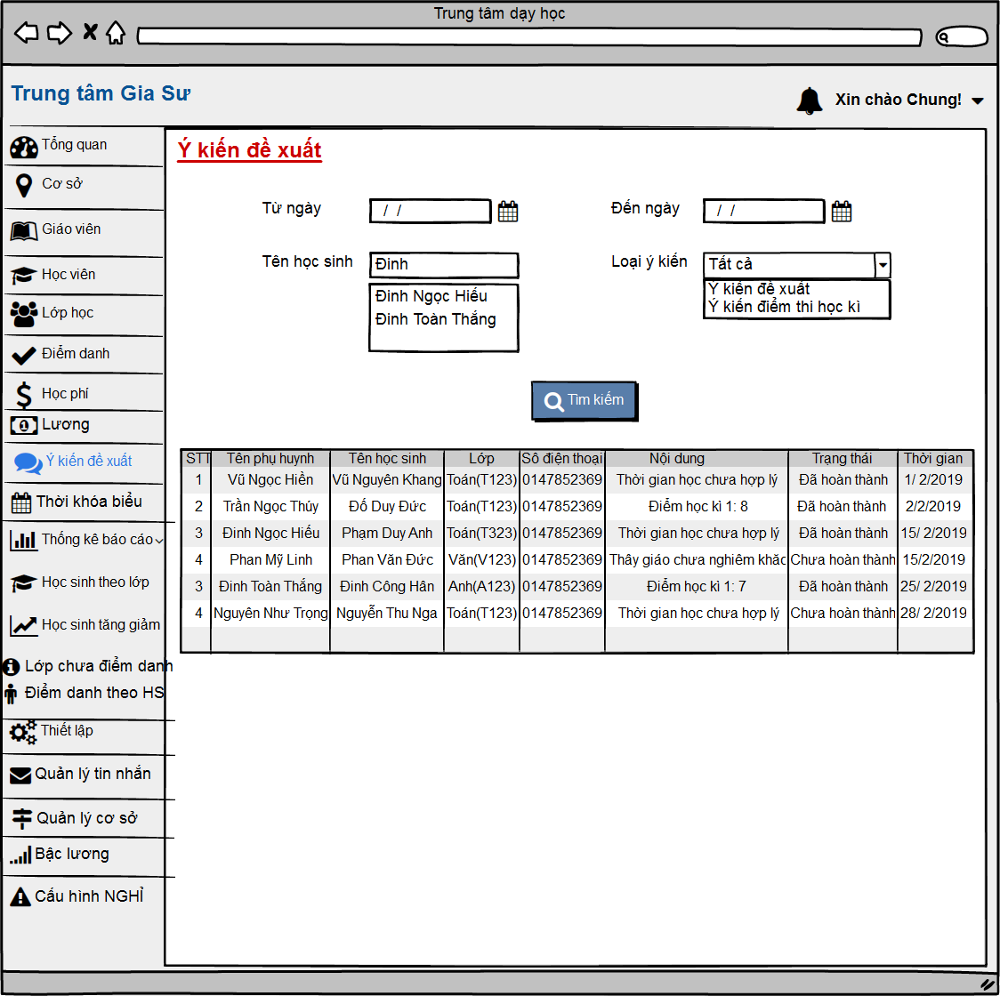 Trung tâm dạy học
Trung tâm Gia Sư
Xin chào Chung!
Tổng quan
Cơ sở
Giáo viên
Học viên
Lớp học
Điểm danh
Học phí
Lương
Ý kiến đề xuất
Thời khóa biểu
Thống kê báo cáo
Học sinh theo lớp
Học sinh tăng giảm
Lớp chưa điểm danh
Điểm danh theo HS
Thiết lập
Quản lý tin nhắn
Quản lý cơ sở
Bậc lương
Cấu hình NGHỈ
Ý kiến đề xuất
Từ ngày / / Đến ngày / /
Tên học sinh Đinh Loại ý kiến Tất cả
Đinh Ngọc Hiếu
Đinh Toàn Thắng
Ý kiến đề xuất
Ý kiến điểm thi học kì
Tìm kiếm
STT Tên phụ huynh Tên học sinh Lớp Số điện thoại Nội dung Trạng thái Thời gian
1 Vũ Ngọc Hiền Vũ Nguyên Khang Toán(T123) 0147852369 Thời gian học chưa hợp lý Đã hoàn thành 1/ 2/2019
2 Trần Ngọc Thúy Đố Duy Đức Toán(T123) 0147852369 Điểm học kì 1: 8 Đã hoàn thành 2/2/2019
3 Đinh Ngọc Hiếu Phạm Duy Anh Toán(T323) 0147852369 Thời gian học chưa hợp lý Đã hoàn thành 15/ 2/2019
4 Phan Mỹ Linh Phan Văn Đức Văn(V123) 0147852369 Thầy giáo chưa nghiêm khắc Chưa hoàn thành 15/2/2019
3 Đinh Toàn Thắng Đinh Công Hân Anh(A123) 0147852369 Điểm học kì 1: 7 Đã hoàn thành 25/ 2/2019
4 Nguyên Như Trọng Nguyễn Thu Nga Toán(T123) 0147852369 Thời gian học chưa hợp lý Chưa hoàn thành 28/ 2/2019